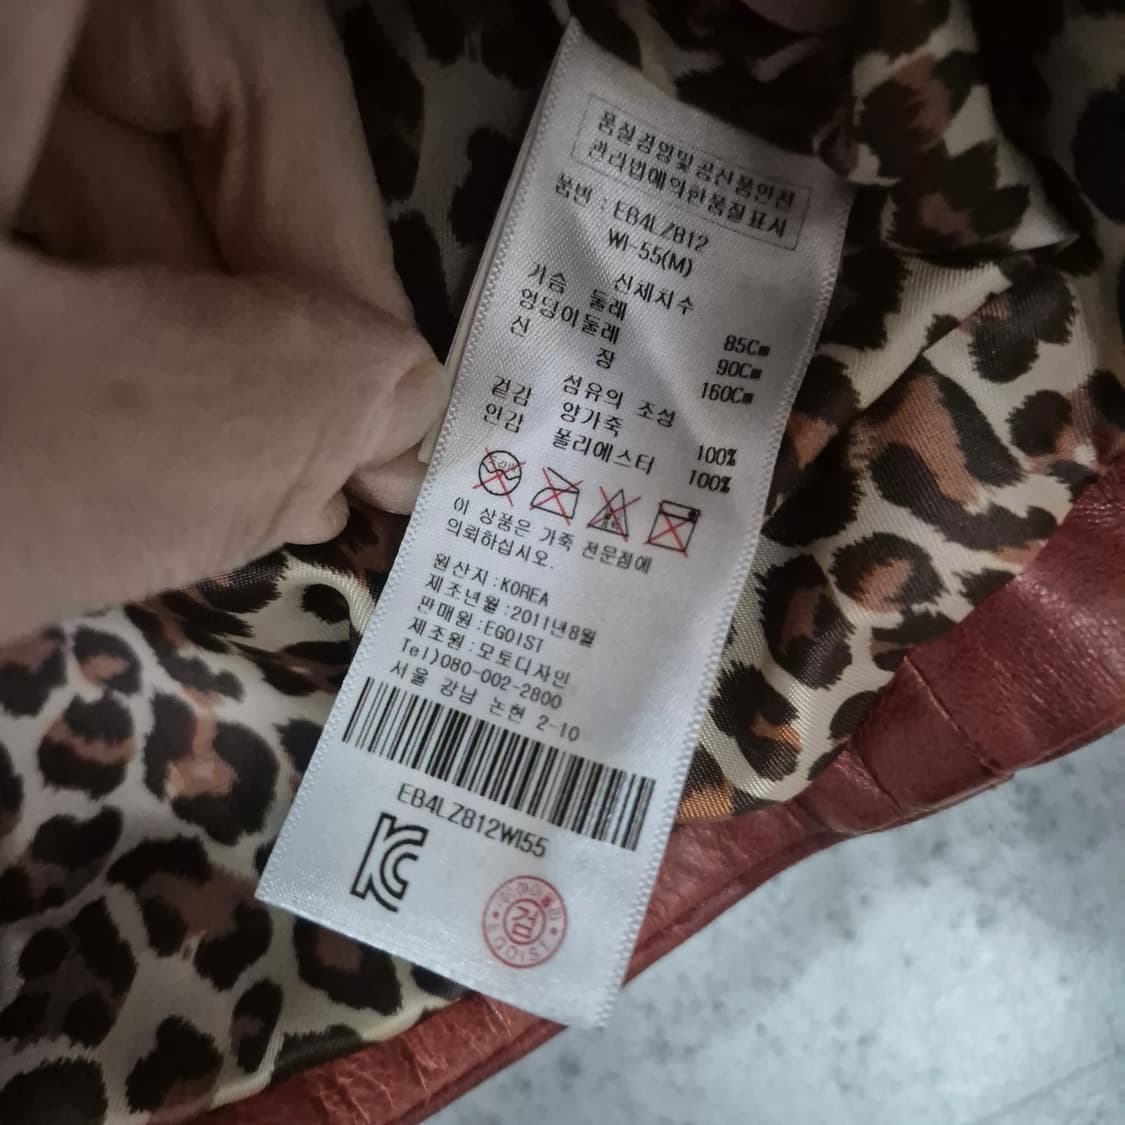 품질경영및 공산품안전
관리법에의한품질표시
품번 : EB4LZ812
WI-55(M)
신체치수
가슴 둘레 85Cm
엉덩이둘레 90Cm
신 장 160Cm
섬유의 조성
겉감 양가죽 100%
안감 폴리에스터 100%
이 상품은 가죽 전문점에
의뢰하십시오.
원산지:KOREA
제조년월:2011년8월
판매원:EGOIST
제조원:모토디자인
Tel)080-002-2800
서울 강남 논현 2-10
EB4LZ812WI55
KC
검
EGOIST